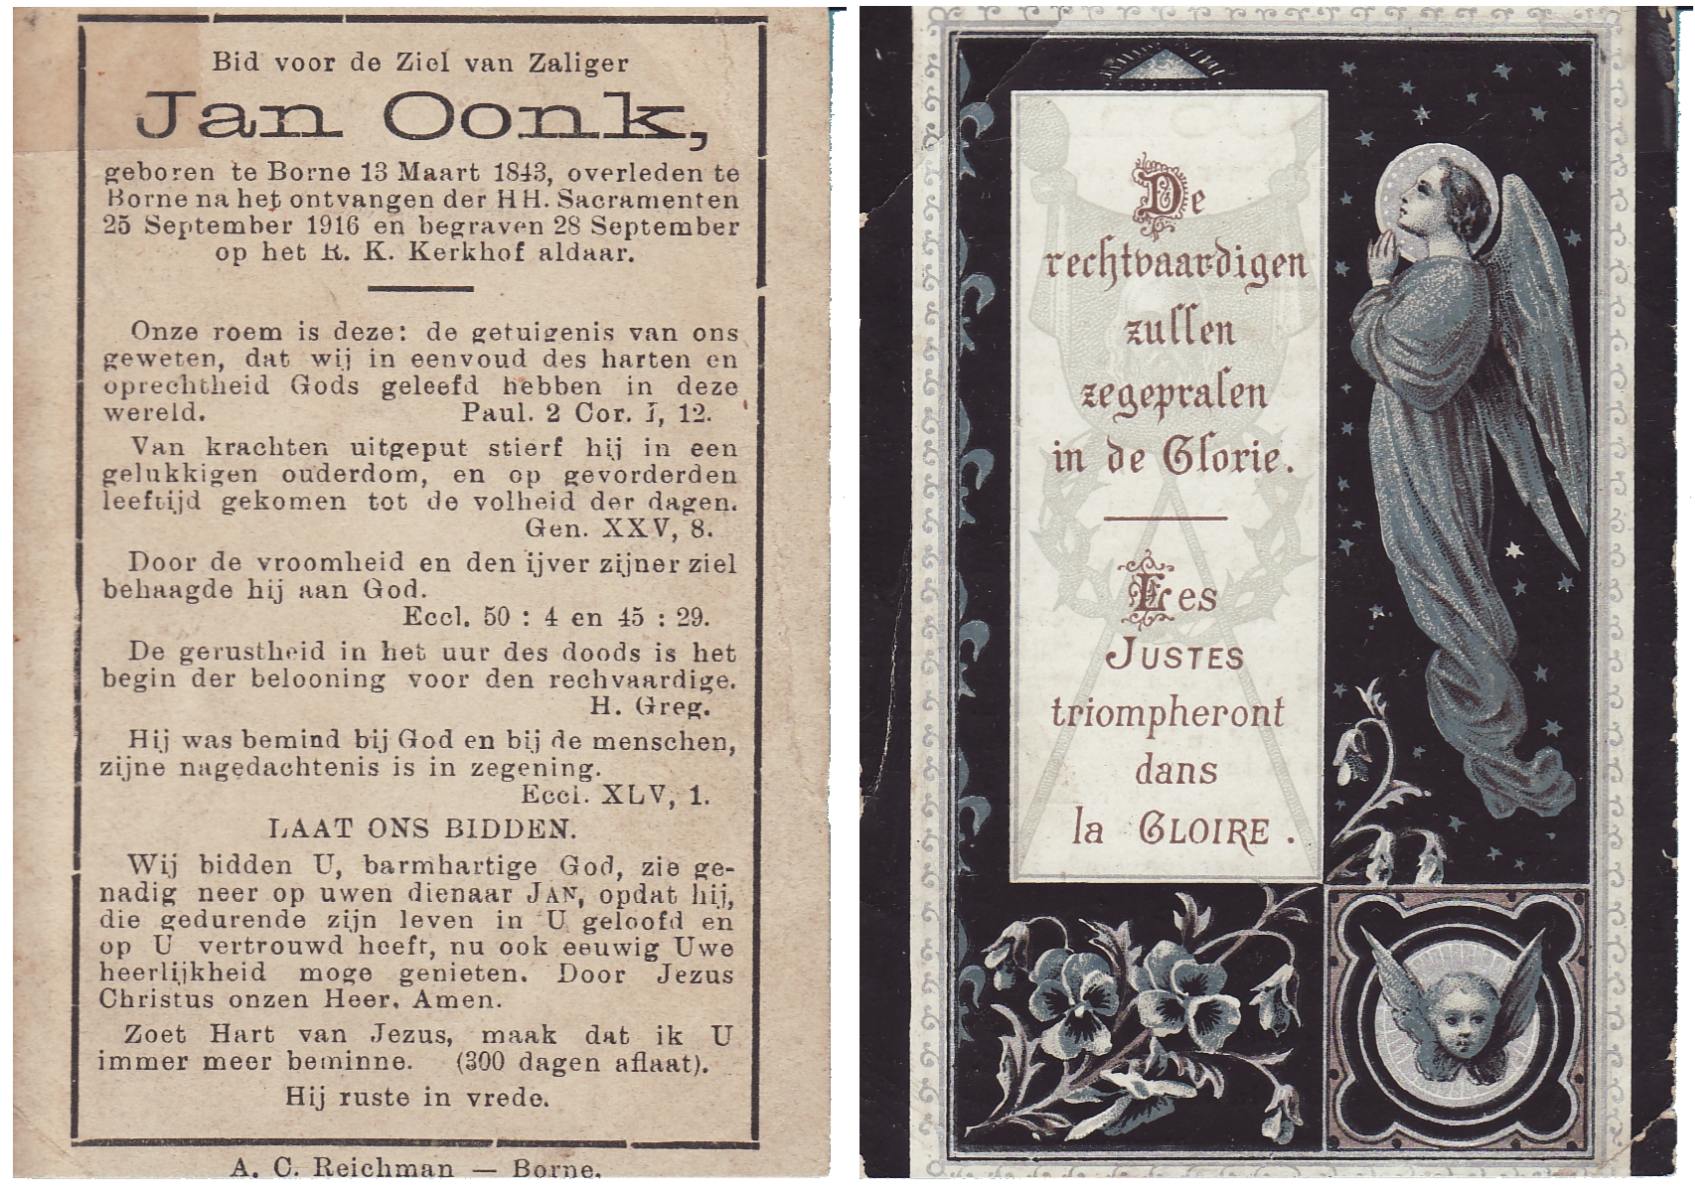 Bid voor de Ziel van Zaliger
Jan Oonk,
geboren te Borne 13 Maart 1843, overleden te
Borne na het ontvangen der HH. Sacramenten
25 September 1916 en begraven 28 September
op het R. K. Kerkhof aldaar.
Onze roem is deze: de getuigenis van ons
geweten, dat wij in eenvoud des harten en
oprechtheid Gods geleefd hebben in deze
wereld. Paul. 2 Cor. I, 12.
Van krachten uitgeput stierf hij in een
gelukkigen ouderdom, en op gevorderden
leeftijd gekomen tot de volheid der dagen.
Gen. XXV, 8.
Door de vroomheid en den ijver zijner ziel
behaagde hij aan God.
Eccl. 50 : 4 en 45 : 29.
De gerustheid in het uur des doods is het
begin der belooning voor den rechvaardige.
H. Greg.
Hij was bemind bij God en bij de menschen,
zijne nagedachtenis is in zegening.
Eccl. XLV, 1.
LAAT ONS BIDDEN.
Wij bidden U, barmhartige God, zie ge-
nadig neer op uwen dienaar JAN, opdat hij,
die gedurende zijn leven in U geloofd en
op U vertrouwd heeft, nu ook eeuwig Uwe
heerlijkheid moge genieten. Door Jezus
Christus onzen Heer. Amen.
Zoet Hart van Jezus, maak dat ik U
immer meer beminne. (300 dagen aflaat).
Hij ruste in vrede.
A. C. Reichman — Borne.
De
rechtvaardigen
zullen
zegepralen
in de Glorie.
Les
JUSTES
triompheront
dans
la GLOIRE.